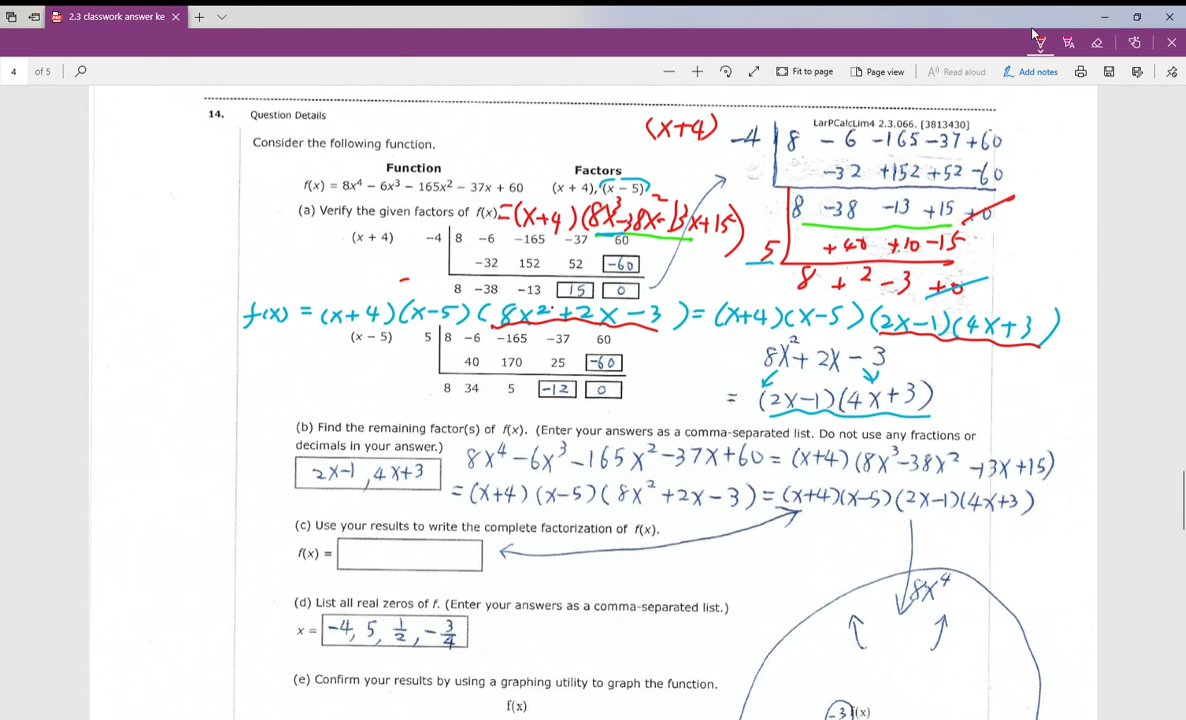 2.3 classwork answer ke
4 of 5
Fit to page
Page view
Read aloud
Add notes
14. Question Details
LarPCalcLim4 2.3.066. [3813430]
Consider the following function.
(x+4)
-4 | 8 -6 -165 -37 +60
-32 +152 +52 -60
8 -38 -13 +15 +0
5 | +40 +10 -15
8 +2 -3 +0
Function Factors
f(x) = 8x⁴ − 6x³ − 165x² − 37x + 60 (x + 4), (x − 5)
(a) Verify the given factors of f(x). =(x+4)(8x³-38x²-13x+15)
(x + 4) −4 | 8 −6 −165 −37 60
−32 152 52 -60
8 −38 −13 15 0
f(x) = (x+4)(x-5)(8x²+2x-3) = (x+4)(x-5)(2x-1)(4x+3)
(x − 5) 5 | 8 −6 −165 −37 60
40 170 25 -60
8 34 5 -12 0
8x²+2x-3
= (2x-1)(4x+3)
(b) Find the remaining factor(s) of f(x). (Enter your answers as a comma-separated list. Do not use any fractions or
decimals in your answer.)
2x-1, 4x+3
8x⁴-6x³-165x²-37x+60 = (x+4)(8x³-38x²-13x+15)
= (x+4)(x-5)(8x²+2x-3) = (x+4)(x-5)(2x-1)(4x+3)
(c) Use your results to write the complete factorization of f(x).
f(x) =
8x⁴
(d) List all real zeros of f. (Enter your answers as a comma-separated list.)
x = -4, 5, 1/2, -3/4
(e) Confirm your results by using a graphing utility to graph the function.
f(x)
-3 f(x)